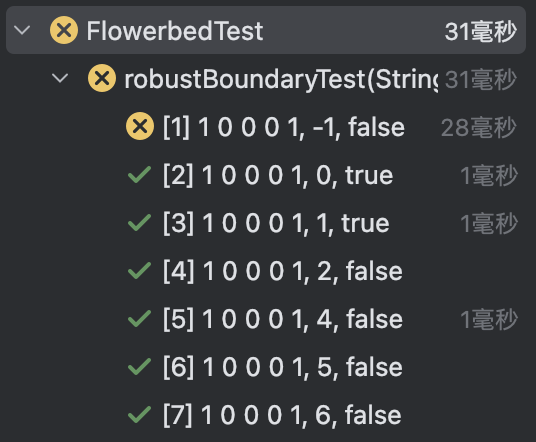 FlowerbedTest 31毫秒
robustBoundaryTest(String 31毫秒
[1] 1 0 0 0 1, -1, false 28毫秒
[2] 1 0 0 0 1, 0, true 1毫秒
[3] 1 0 0 0 1, 1, true 1毫秒
[4] 1 0 0 0 1, 2, false
[5] 1 0 0 0 1, 4, false 1毫秒
[6] 1 0 0 0 1, 5, false
[7] 1 0 0 0 1, 6, false